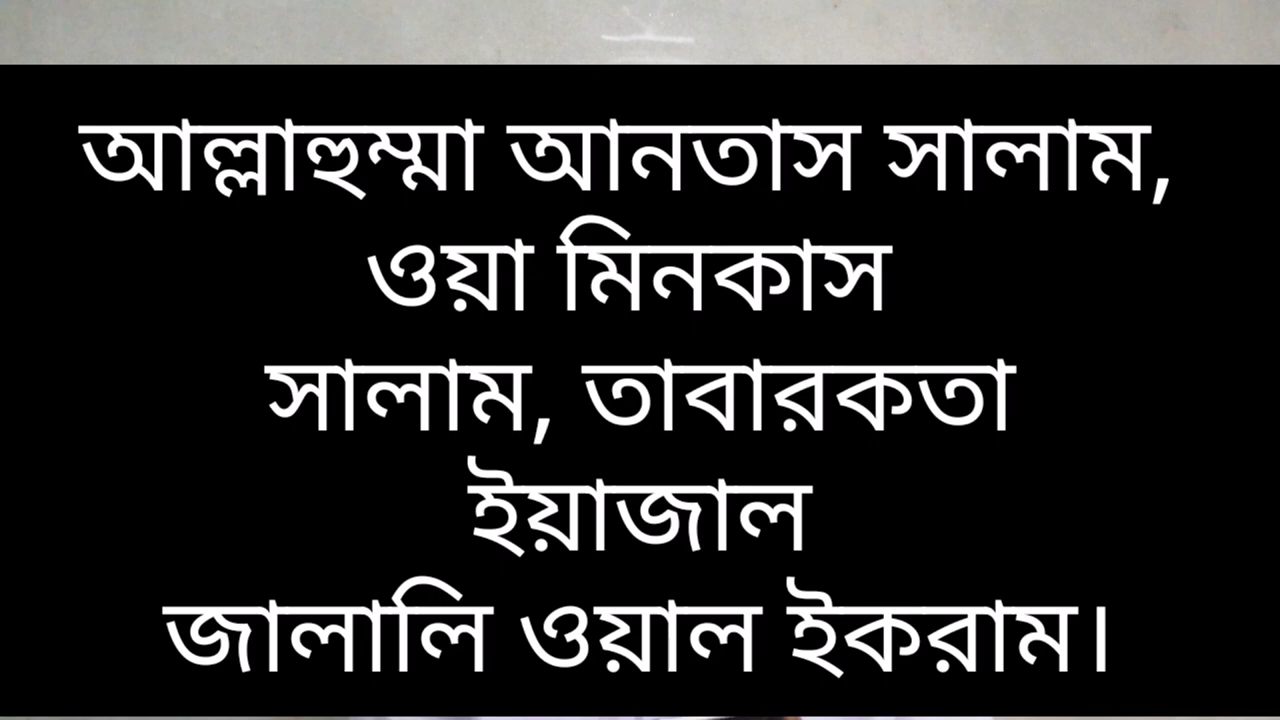 আল্লাহুম্মা আনতাস সালাম,
ওয়া মিনকাস
সালাম, তাবারকতা
ইয়াজাল
জালালি ওয়াল ইকরাম।